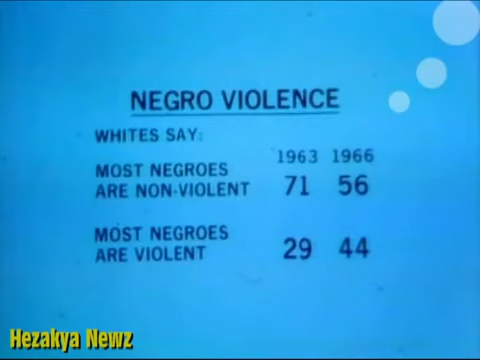 NEGRO VIOLENCE
WHITES SAY:
1963 1966
MOST NEGROES
ARE NON-VIOLENT 71 56
MOST NEGROES
ARE VIOLENT 29 44
Hezakya Newz